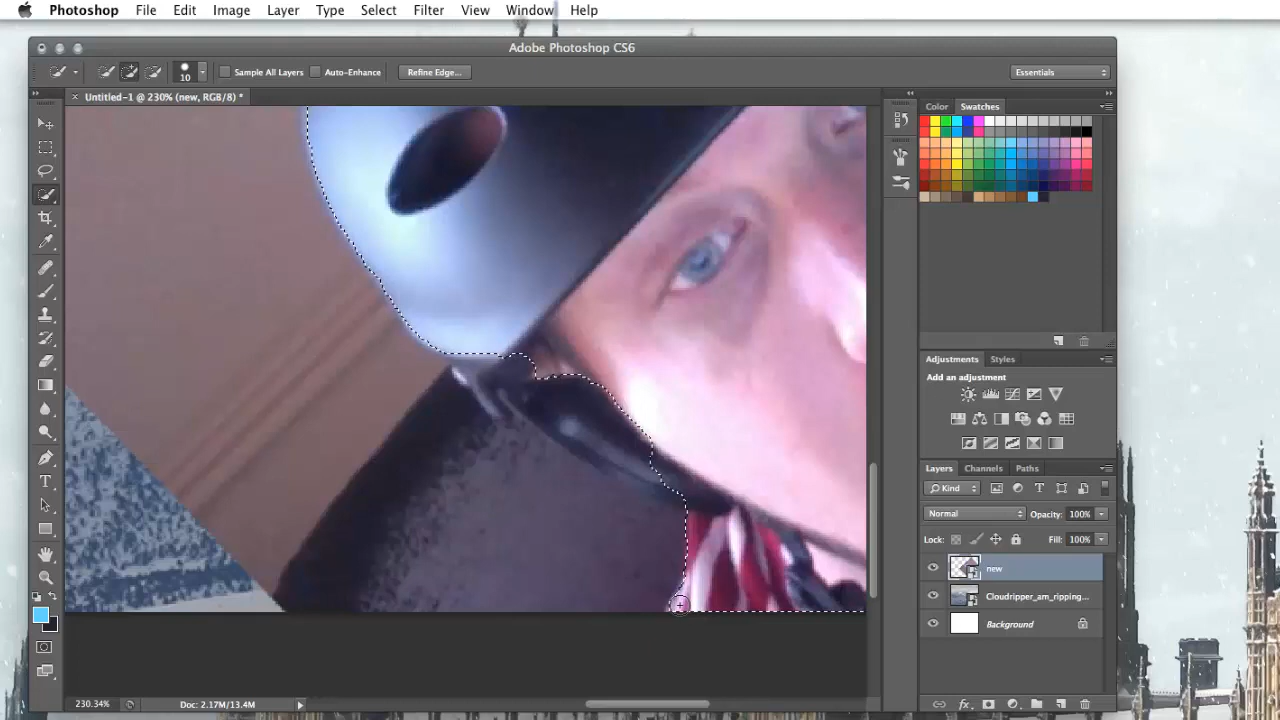 Photoshop File Edit Image Layer Type Select Filter View Window Help
Adobe Photoshop CS6
10 Sample All Layers Auto-Enhance Refine Edge... Essentials
× Untitled-1 @ 230% (new, RGB/8) *
Color Swatches
Adjustments Styles
Add an adjustment
Layers Channels Paths
Kind
Normal Opacity: 100%
Lock: Fill: 100%
new
Cloudripper_am_ripping...
Background
230.34% Doc: 2.17M/13.4M fx